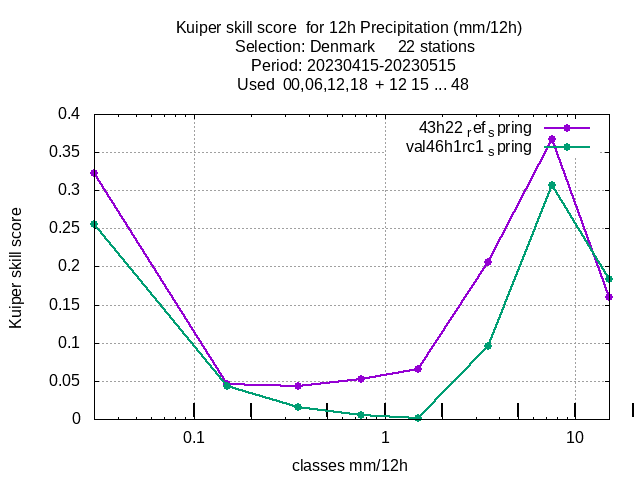 Kuiper skill score  for 12h Precipitation (mm/12h)
Selection: Denmark     22 stations
Period: 20230415-20230515
Used  00,06,12,18  + 12 15 ... 48
43h22 ref spring
val46h1rc1 spring
Kuiper skill score
0.4
0.35
0.3
0.25
0.2
0.15
0.1
0.05
0
0.1 1 10
classes mm/12h